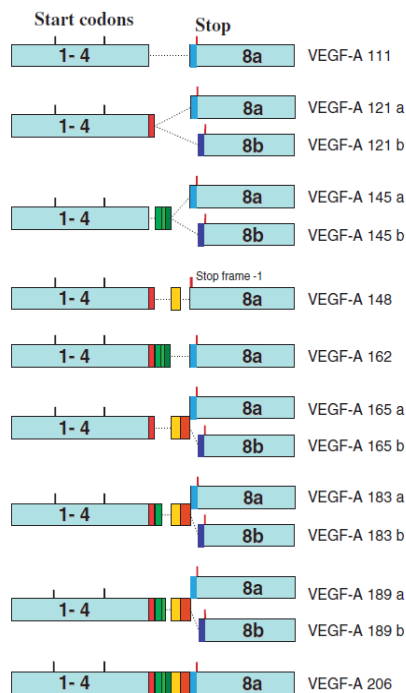 Start codons Stop
1- 4 8a VEGF-A 111
8a VEGF-A 121 a
1- 4
8b VEGF-A 121 b
8a VEGF-A 145 a
1- 4
8b VEGF-A 145 b
Stop frame -1
1- 4 8a VEGF-A 148
1- 4 8a VEGF-A 162
8a VEGF-A 165 a
1- 4
8b VEGF-A 165 b
8a VEGF-A 183 a
1- 4
8b VEGF-A 183 b
8a VEGF-A 189 a
1- 4
8b VEGF-A 189 b
1- 4 8a VEGF-A 206